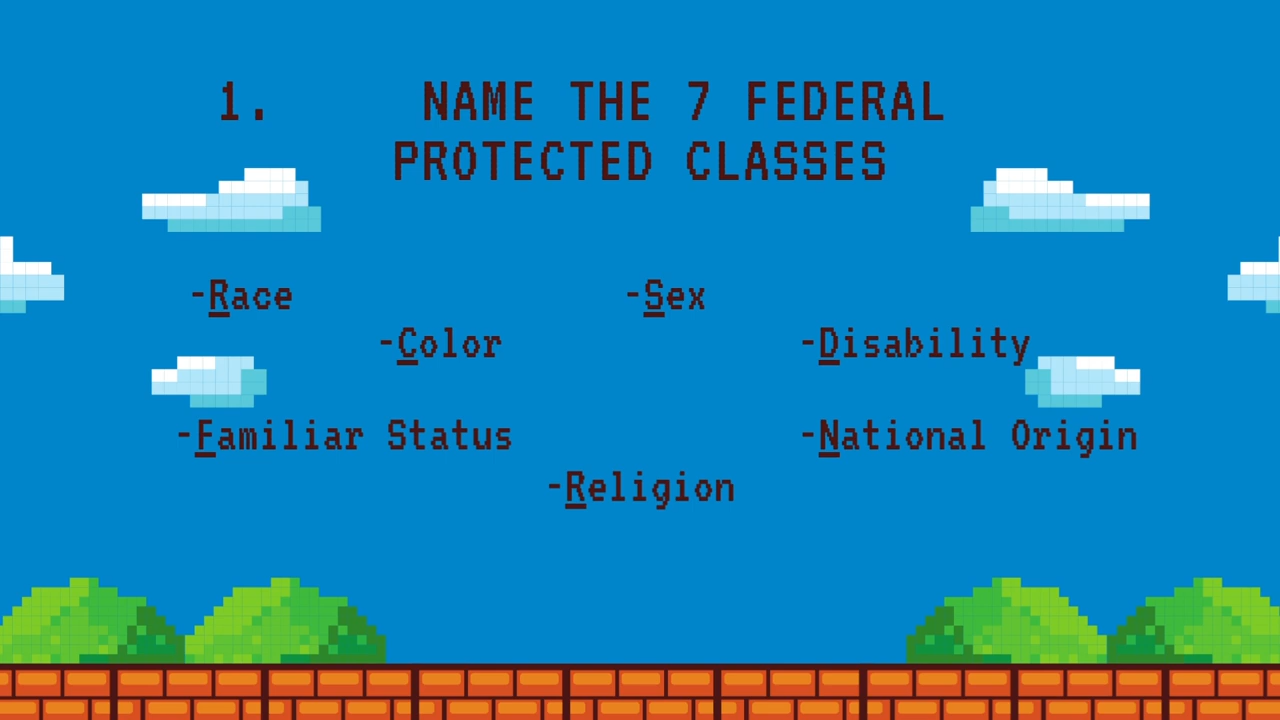 1. NAME THE 7 FEDERAL
PROTECTED CLASSES
-Race
-Sex
-Color
-Disability
-Familiar Status
-National Origin
-Religion